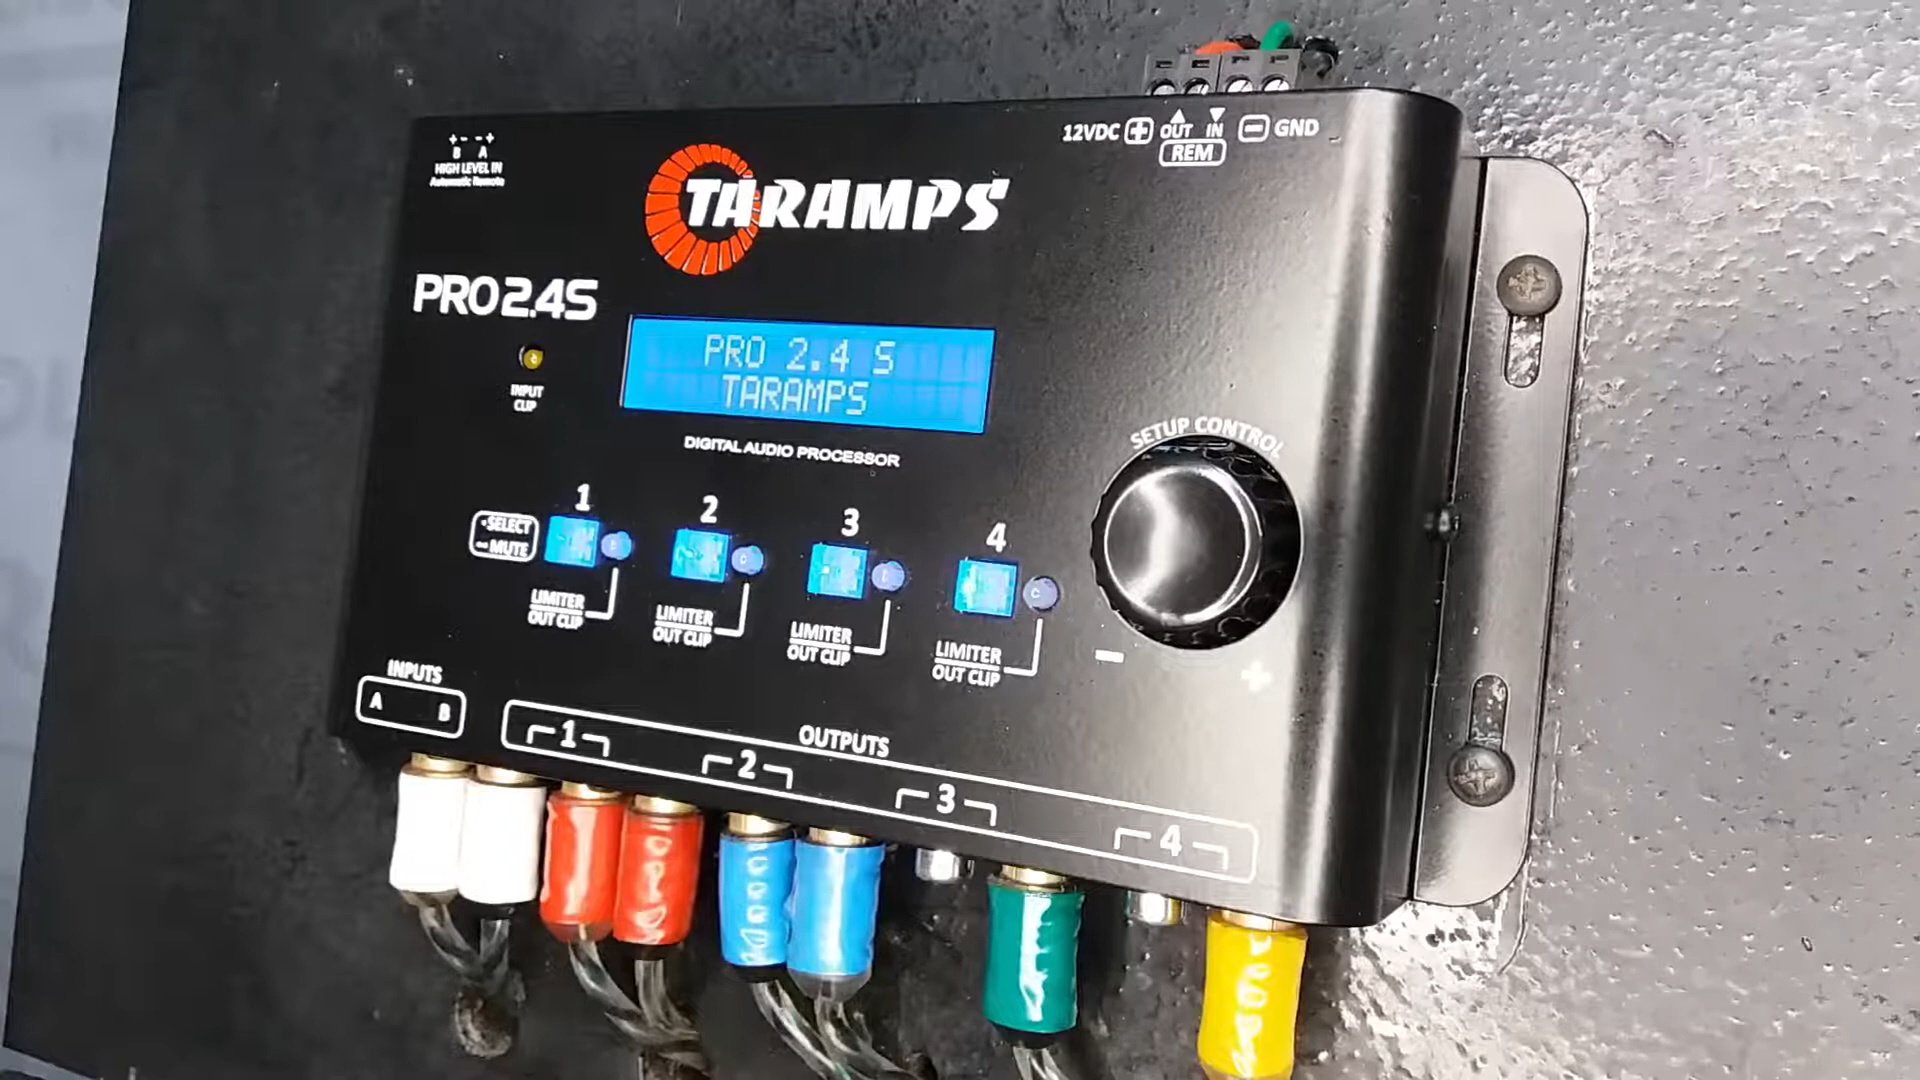 + - - +
B A
HIGH LEVEL IN
Automatic Remote
12VDC + OUT IN - GND
REM
TARAMPS
PRO2.4S
PRO 2.4 S
TARAMPS
INPUT
CLIP
DIGITAL AUDIO PROCESSOR
SETUP CONTROL
1 2 3 4
SELECT
MUTE
LIMITER
OUT CLIP
LIMITER
OUT CLIP
LIMITER
OUT CLIP
LIMITER
OUT CLIP
- +
INPUTS
A B
OUTPUTS
1 2 3 4